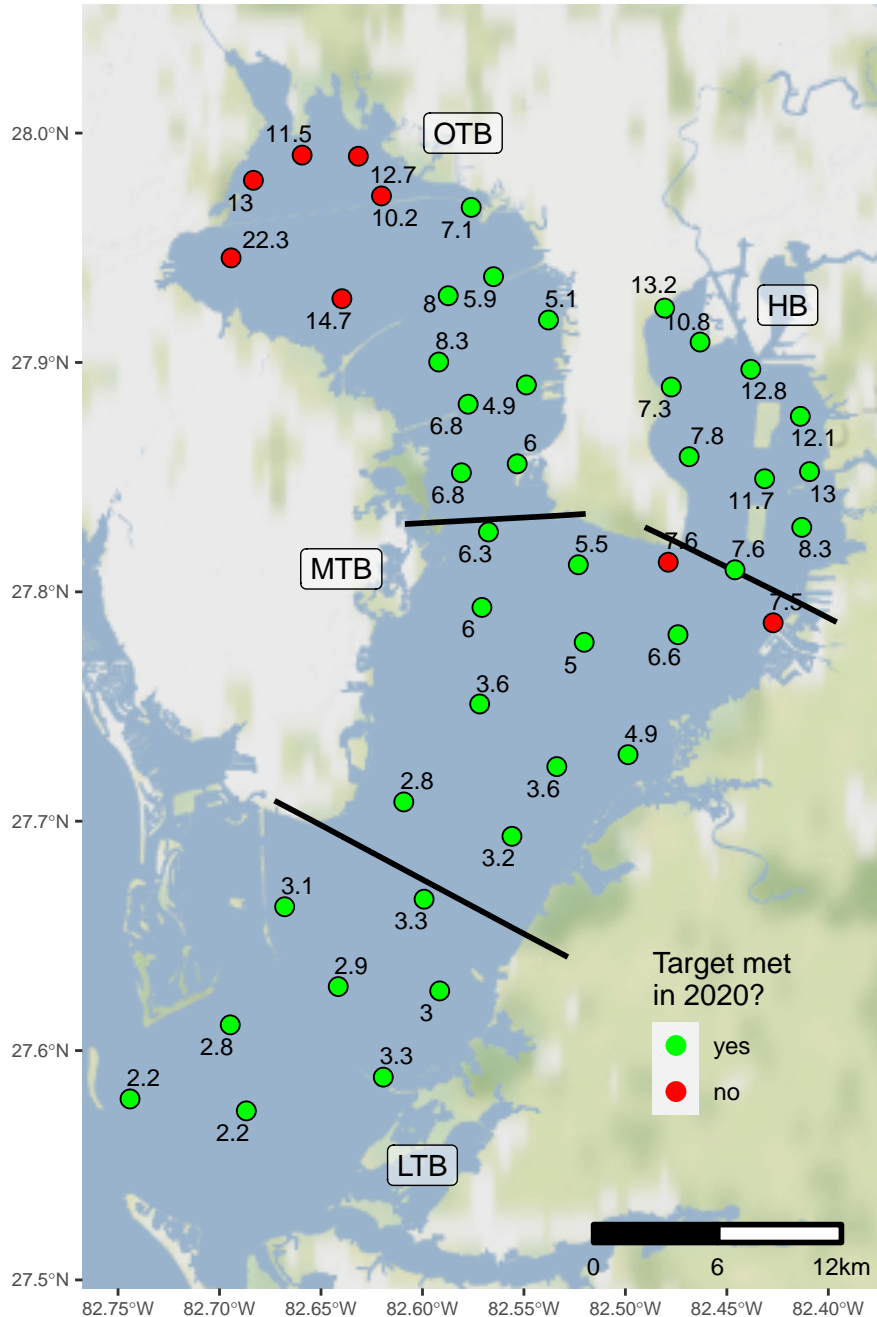 28.0°N
27.9°N
27.8°N
27.7°N
27.6°N
27.5°N
OTB
11.5
12.7
13
10.2
7.1
22.3
14.7
8
5.9
5.1
8.3
6.8
4.9
6
6.8
HB
13.2
10.8
12.8
7.3
12.1
7.8
11.7
13
8.3
MTB
6.3
5.5
7.6
7.6
7.5
6
5
6.6
3.6
4.9
3.6
2.8
3.2
3.1
3.3
2.9
3
2.8
3.3
2.2
2.2
LTB
Target met
in 2020?
yes
no
0 6 12km
82.75°W 82.70°W 82.65°W 82.60°W 82.55°W 82.50°W 82.45°W 82.40°W